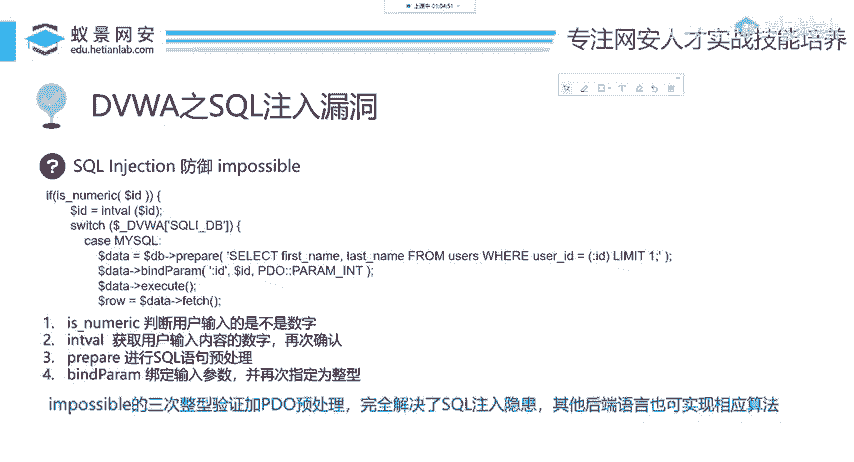 上课中 01:04:51
蚁景网安
edu.hetianlab.com
专注网安人才实战技能培养
DVWA之SQL注入漏洞
? SQL Injection 防御 impossible
if(is_numeric( $id )) {
$id = intval ($id);
switch ($_DVWA['SQLI_DB']) {
case MYSQL:
$data = $db->prepare( 'SELECT first_name, last_name FROM users WHERE user_id = (:id) LIMIT 1;' );
$data->bindParam( ':id', $id, PDO::PARAM_INT );
$data->execute();
$row = $data->fetch();
1. is_numeric 判断用户输入的是不是数字
2. intval 获取用户输入内容的数字，再次确认
3. prepare 进行SQL语句预处理
4. bindParam 绑定输入参数，并再次指定为整型
impossible的三次整型验证加PDO预处理，完全解决了SQL注入隐患，其他后端语言也可实现相应算法